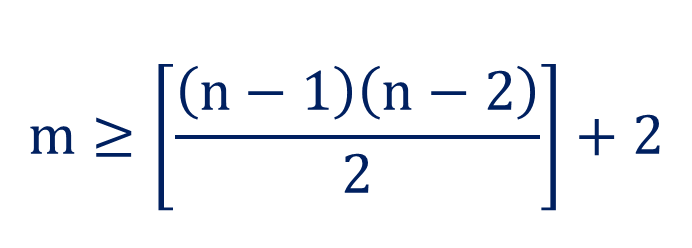 m ≥ [(n − 1)(n − 2) / 2] + 2